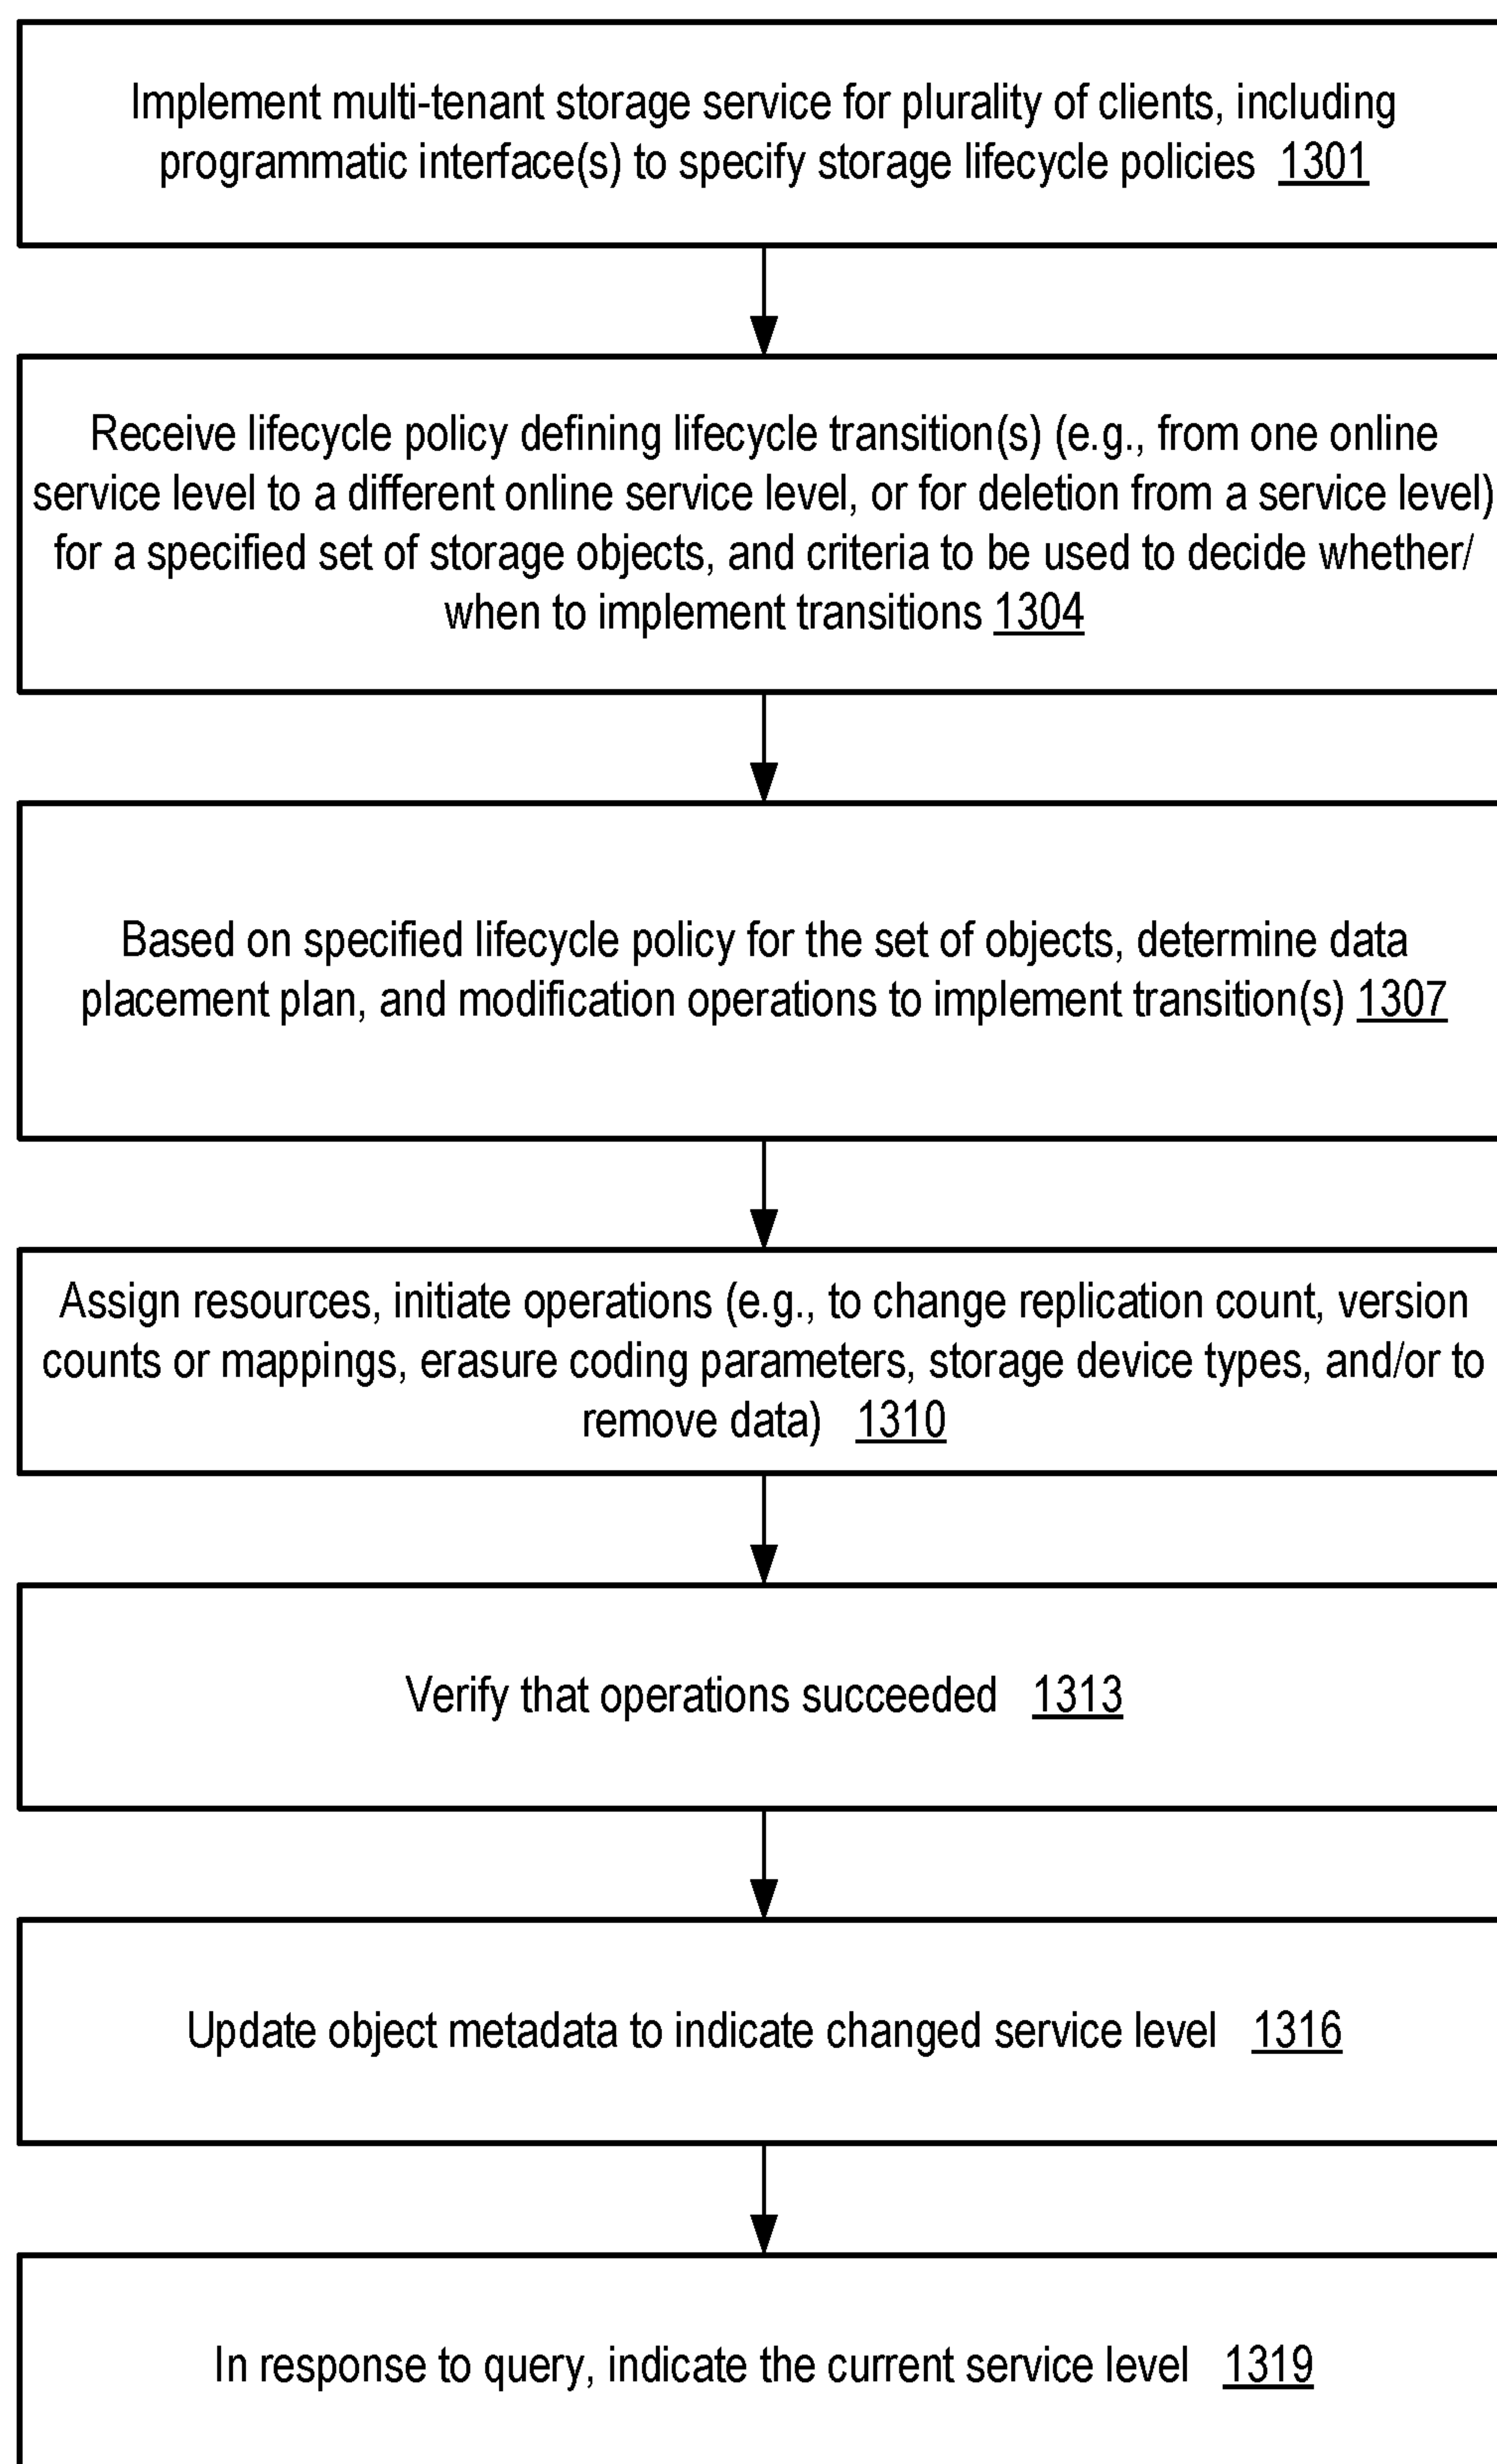 Implement multi-tenant storage service for plurality of clients, including
programmatic interface(s) to specify storage lifecycle policies 1301
Receive lifecycle policy defining lifecycle transition(s) (e.g., from one online
service level to a different online service level, or for deletion from a service level)
for a specified set of storage objects, and criteria to be used to decide whether/
when to implement transitions 1304
Based on specified lifecycle policy for the set of objects, determine data
placement plan, and modification operations to implement transition(s) 1307
Assign resources, initiate operations (e.g., to change replication count, version
counts or mappings, erasure coding parameters, storage device types, and/or to
remove data) 1310
Verify that operations succeeded 1313
Update object metadata to indicate changed service level 1316
In response to query, indicate the current service level 1319